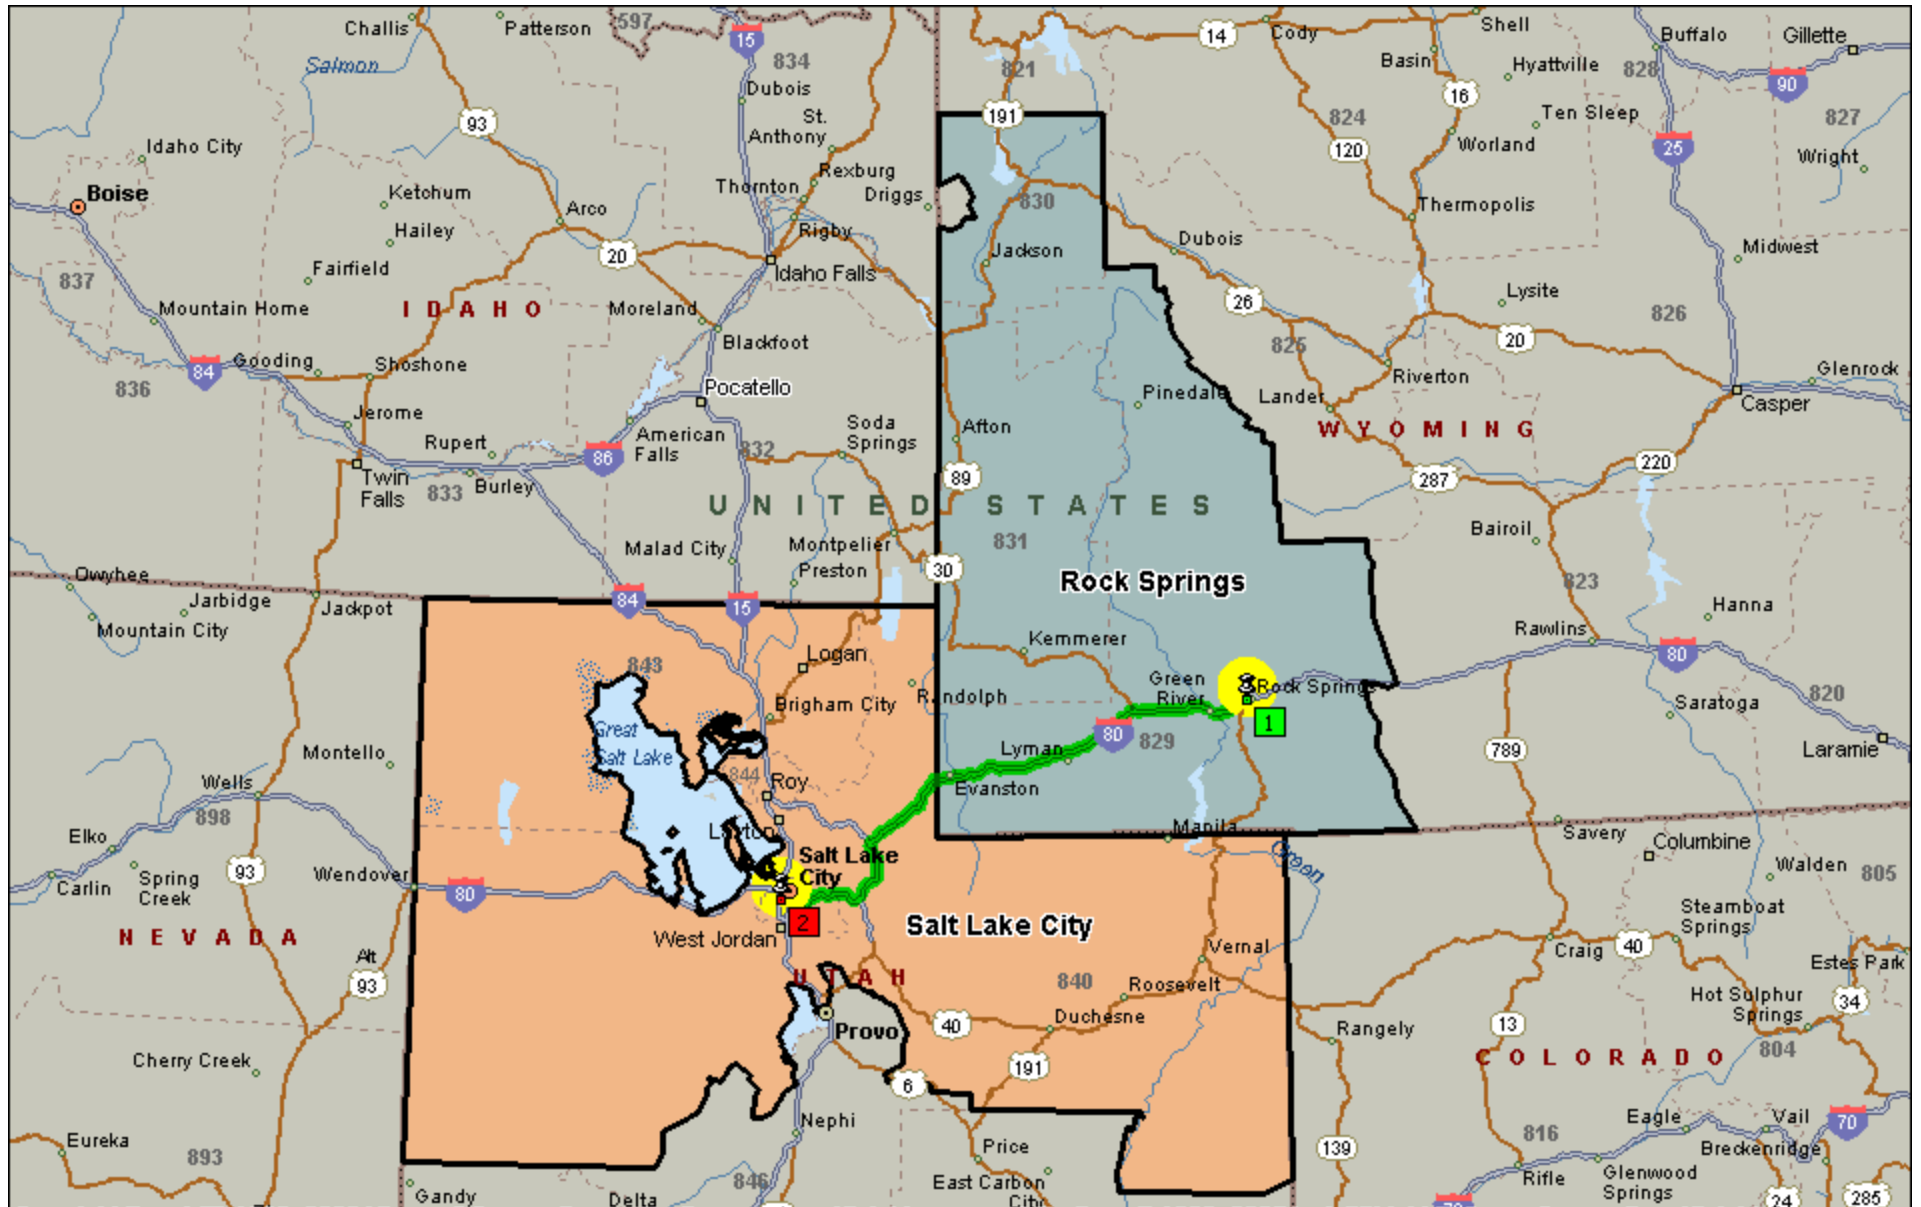 597
Challis
Patterson
15
834
14
Cody
Shell
Buffalo
Gillette
Salmon
821
Basin
Hyattville
828
90
Dubois
16
824
Ten Sleep
827
93
St.
Anthony
191
120
Worland
25
Wright
Idaho City
Rexburg
Boise
Ketchum
Thornton
Driggs
830
Arco
Thermopolis
Hailey
Rigby
Dubois
Midwest
20
Jackson
Fairfield
Idaho Falls
837
Lysite
26
Mountain Home
IDAHO
Moreland
826
Blackfoot
825
20
Gooding
Shoshone
84
Glenrock
836
Pocatello
Riverton
Pinedale
Lander
Casper
Jerome
Soda
Springs
Afton
WYOMING
Rupert
American
Falls
832
86
220
Twin
Falls
833
Burley
89
287
UNITED STATES
Bairoil
Malad City
Montpelier
831
Preston
30
Rock Springs
823
Owyhee
Jarbidge
Jackpot
84
15
Hanna
Mountain City
Rawlins
Kemmerer
Logan
80
843
Green
River
Rock Springs
820
Randolph
Brigham City
Saratoga
1
Great
Salt Lake
80
829
Montello
Lyman
789
Laramie
844
Roy
Wells
Evanston
898
Layton
Manila
Savery
Elko
Columbine
Green
Salt Lake
City
Walden
93
Wendover
Spring
Creek
Carlin
80
805
2
Steamboat
Springs
Salt Lake City
NEVADA
West Jordan
Vernal
Craig
40
Alt
93
UTAH
840
Roosevelt
Estes Park
Hot Sulphur
Springs
34
Provo
40
Duchesne
13
Rangely
Cherry Creek
191
COLORADO
804
6
Nephi
Eagle
Vail
70
Eureka
Price
139
816
Breckenridge
893
846
East Carbon
City
Rifle
Glenwood
Springs
Gandy
Delta
24
285
70